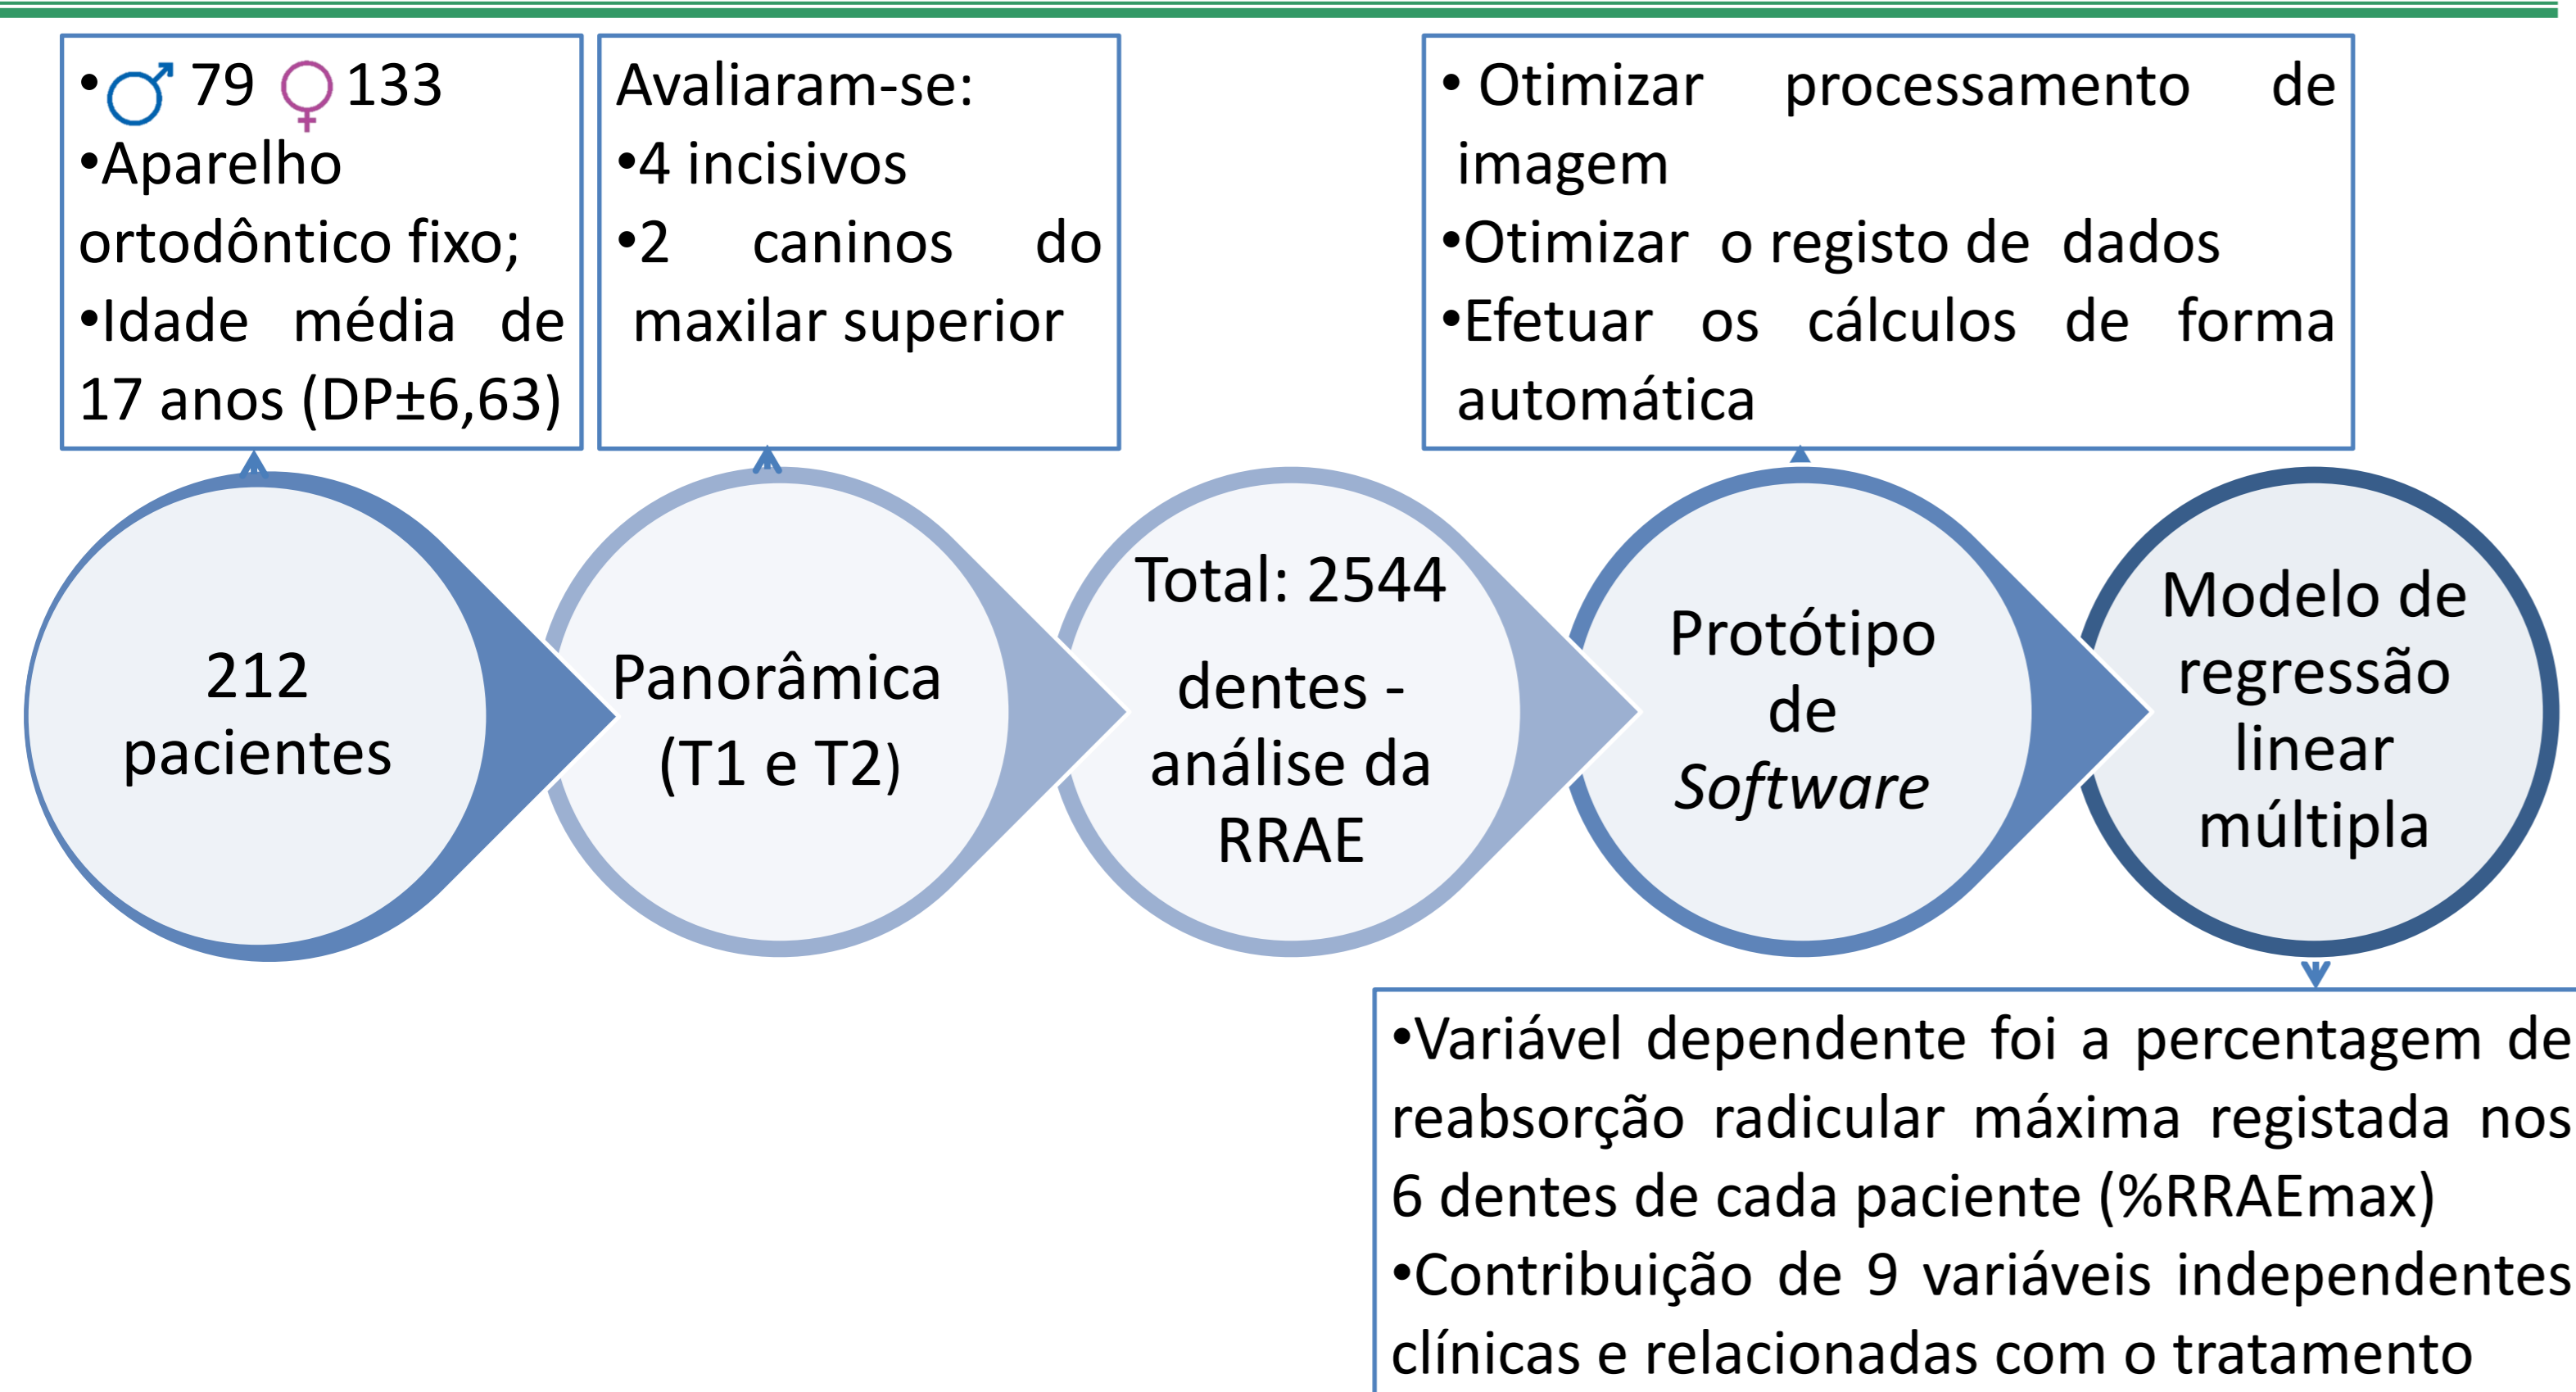 •♂ 79 ♀ 133
•Aparelho
ortodôntico fixo;
•Idade média de
17 anos (DP±6,63)
Avaliaram-se:
•4 incisivos
•2 caninos do
maxilar superior
• Otimizar processamento de
imagem
•Otimizar o registo de dados
•Efetuar os cálculos de forma
automática
212
pacientes
Panorâmica
(T1 e T2)
Total: 2544
dentes -
análise da
RRAE
Protótipo
de
Software
Modelo de
regressão
linear
múltipla
•Variável dependente foi a percentagem de
reabsorção radicular máxima registada nos
6 dentes de cada paciente (%RRAEmax)
•Contribuição de 9 variáveis independentes
clínicas e relacionadas com o tratamento